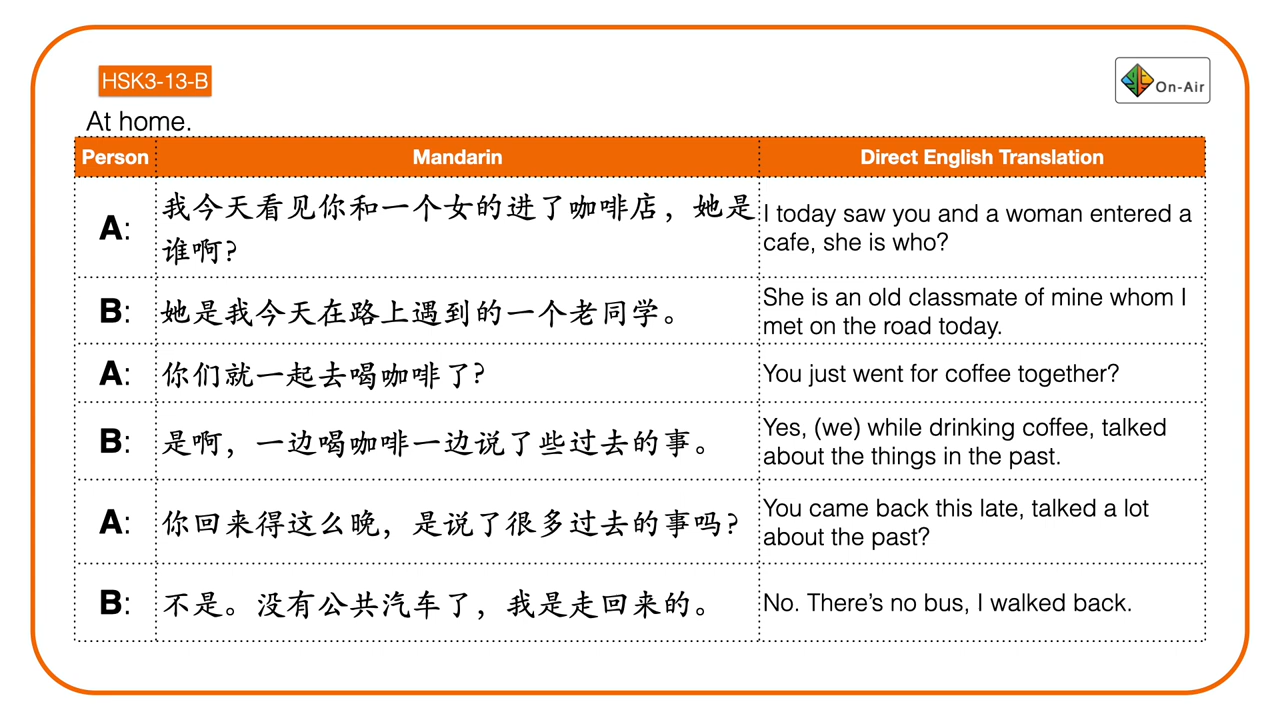 HSK3-13-B
On-Air
At home.
Person Mandarin Direct English Translation
A: 我今天看见你和一个女的进了咖啡店，她是
谁啊?
I today saw you and a woman entered a
cafe, she is who?
B: 她是我今天在路上遇到的一个老同学。
She is an old classmate of mine whom I
met on the road today.
A: 你们就一起去喝咖啡了?
You just went for coffee together?
B: 是啊，一边喝咖啡一边说了些过去的事。
Yes, (we) while drinking coffee, talked
about the things in the past.
A: 你回来得这么晚，是说了很多过去的事吗?
You came back this late, talked a lot
about the past?
B: 不是。没有公共汽车了，我是走回来的。
No. There’s no bus, I walked back.